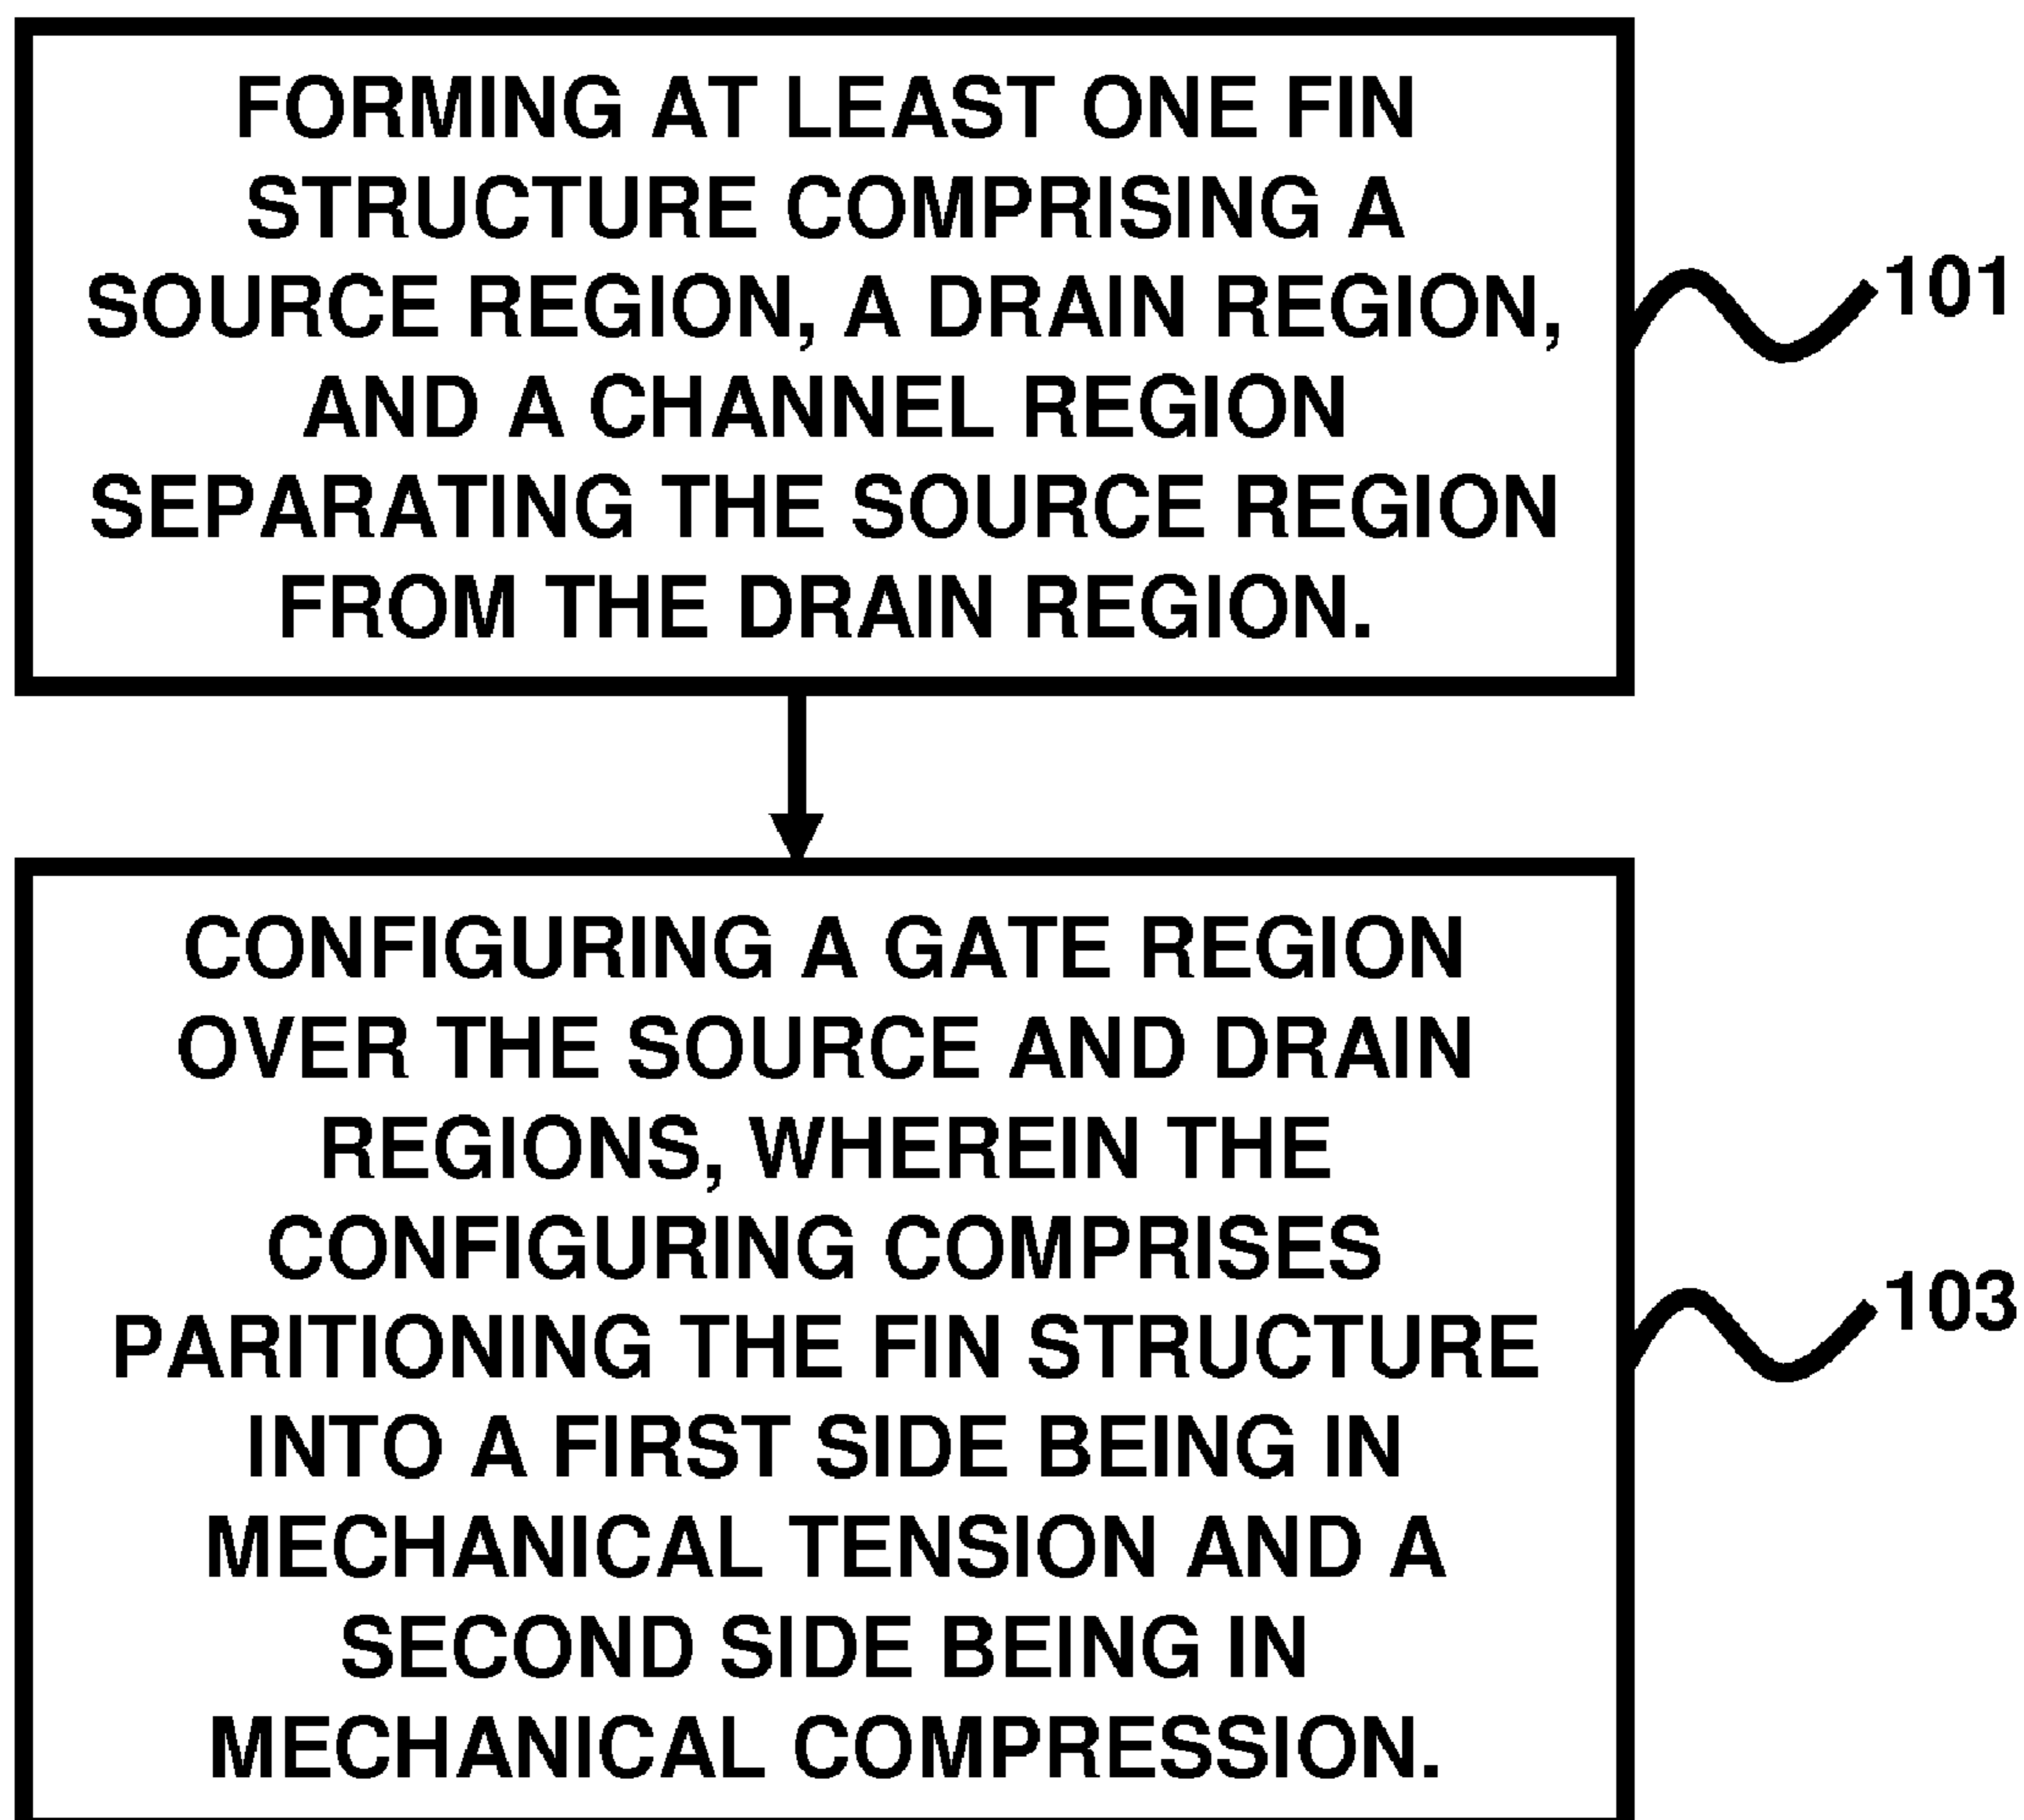 FORMING AT LEAST ONE FIN
STRUCTURE COMPRISING A
SOURCE REGION, A DRAIN REGION,
AND A CHANNEL REGION
SEPARATING THE SOURCE REGION
FROM THE DRAIN REGION.
101
CONFIGURING A GATE REGION
OVER THE SOURCE AND DRAIN
REGIONS, WHEREIN THE
CONFIGURING COMPRISES
PARITIONING THE FIN STRUCTURE
INTO A FIRST SIDE BEING IN
MECHANICAL TENSION AND A
SECOND SIDE BEING IN
MECHANICAL COMPRESSION.
103